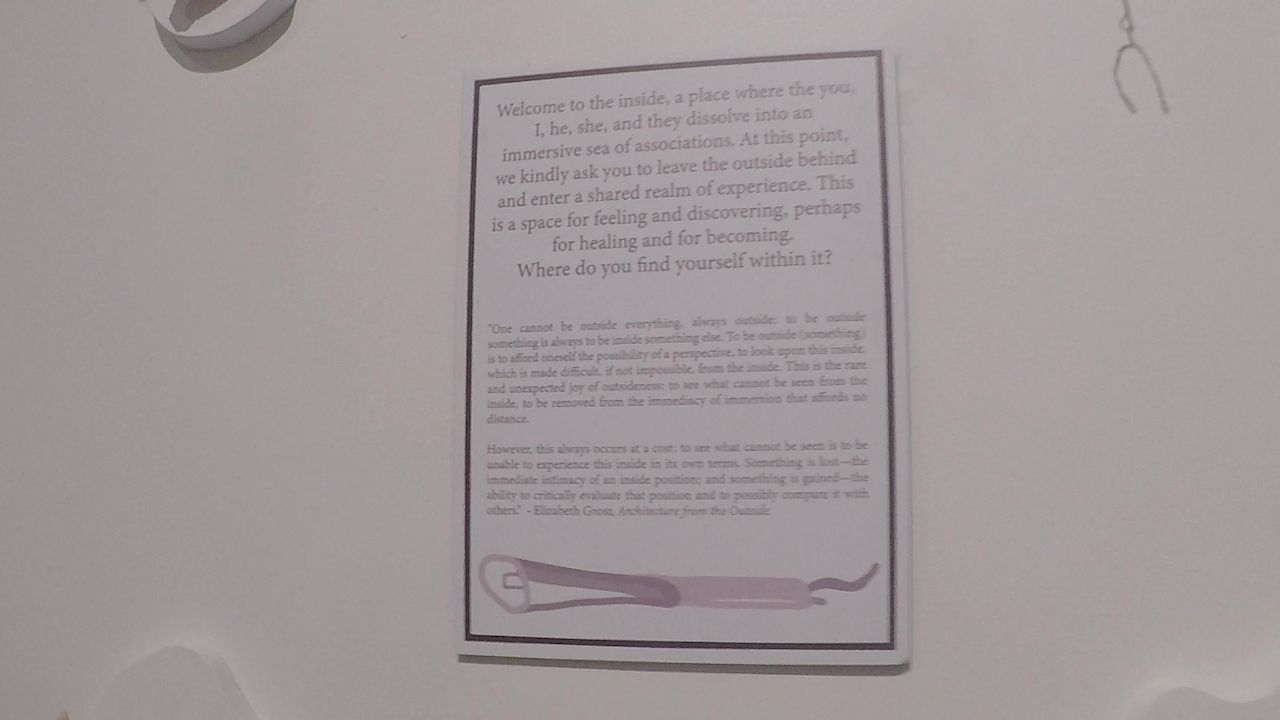 Welcome to the inside, a place where the you,
I, he, she, and they dissolve into an
immersive sea of associations. At this point,
we kindly ask you to leave the outside behind
and enter a shared realm of experience. This
is a space for feeling and discovering, perhaps
for healing and for becoming.
Where do you find yourself within it?
"One cannot be outside everything, always outside: to be outside
something is always to be inside something else. To be outside (something)
is to afford oneself the possibility of a perspective, to look upon this inside,
which is made difficult, if not impossible, from the inside. This is the rare
and unexpected joy of outsideness: to see what cannot be seen from the
inside, to be removed from the immediacy of immersion that affords no
distance.
However, this always occurs at a cost: to see what cannot be seen is to be
unable to experience this inside in its own terms. Something is lost—the
immediate intimacy of an inside position; and something is gained—the
ability to critically evaluate that position and to possibly compare it with
others." - Elizabeth Grosz, Architecture from the Outside